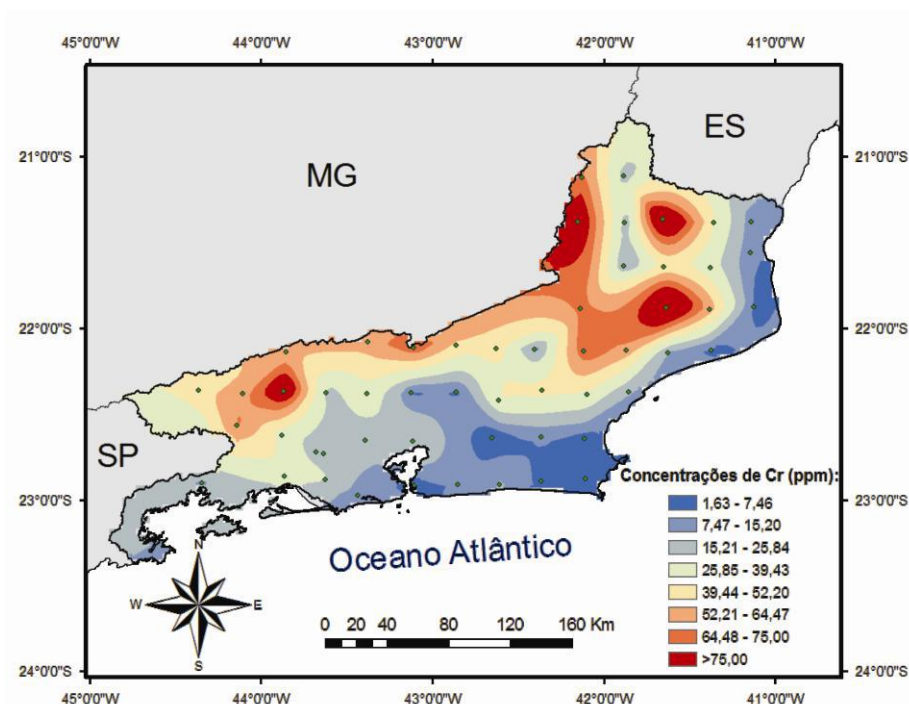 45°0'0"W 44°0'0"W 43°0'0"W 42°0'0"W 41°0'0"W
ES
21°0'0"S 21°0'0"S
MG
22°0'0"S 22°0'0"S
SP
Concentrações de Cr (ppm):
23°0'0"S 23°0'0"S
1,63 - 7,46
7,47 - 15,20
Oceano Atlântico
15,21 - 25,84
N
25,85 - 39,43
39,44 - 52,20
W E
52,21 - 64,47
0 20 40 80 120 160 Km
64,48 - 75,00
S
>75,00
24°0'0"S 24°0'0"S
45°0'0"W 44°0'0"W 43°0'0"W 42°0'0"W 41°0'0"W